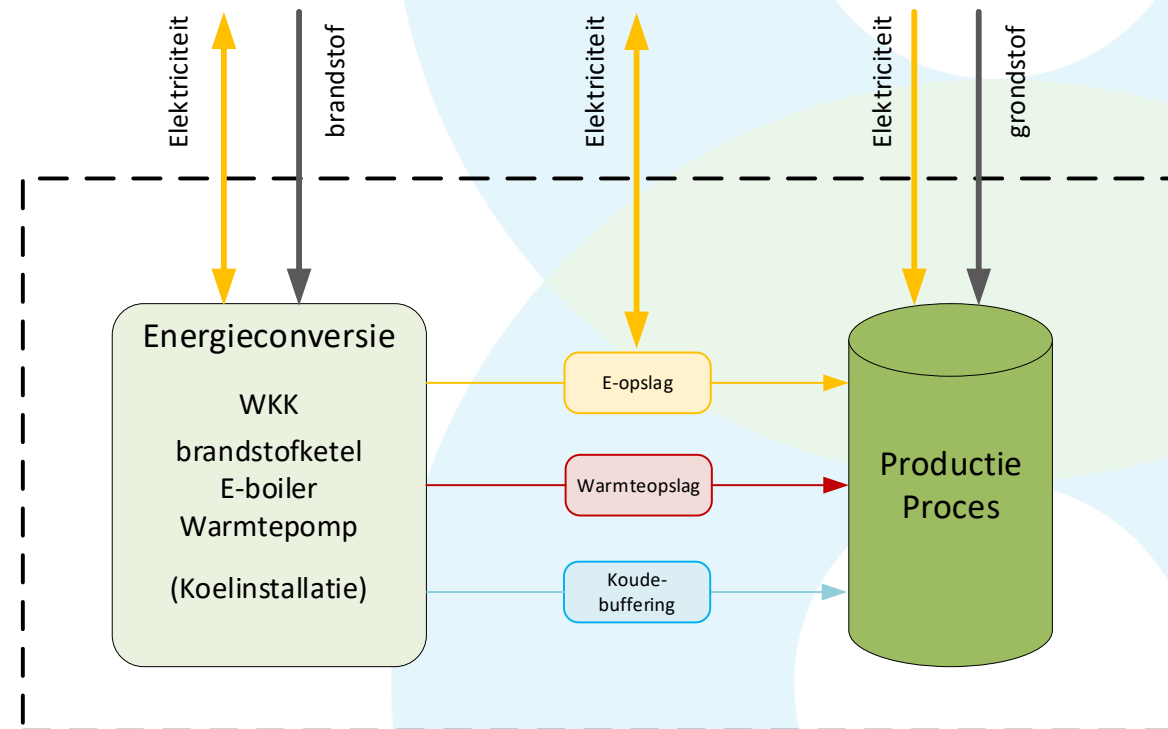 Elektriciteit
brandstof
Elektriciteit
Elektriciteit
grondstof
Energieconversie
WKK
brandstofketel
E-boiler
Warmtepomp
(Koelinstallatie)
E-opslag
Warmteopslag
Koude-
buffering
Productie
Proces